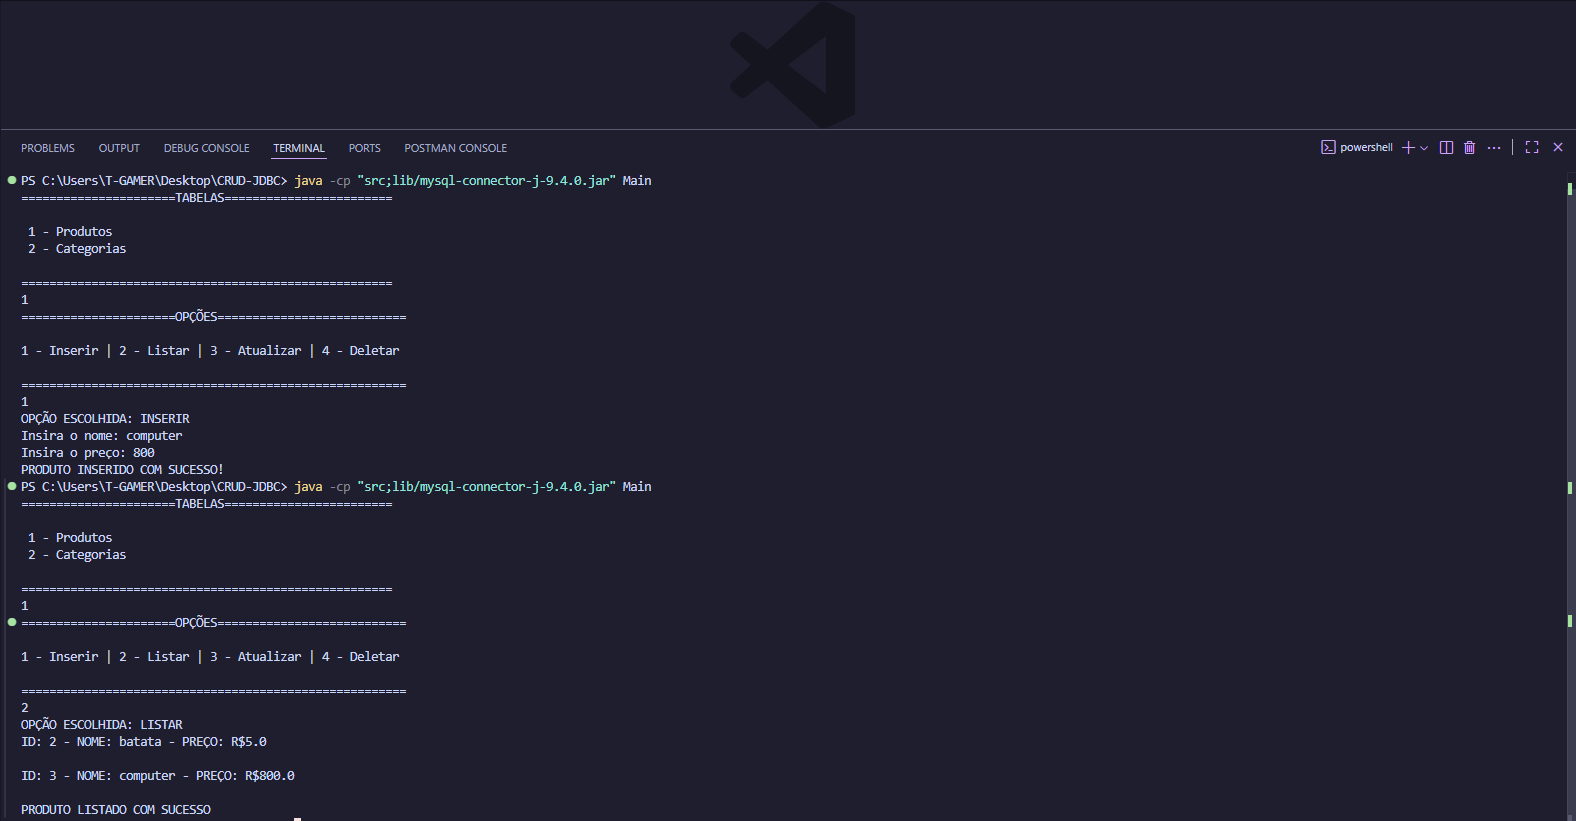 PROBLEMS OUTPUT DEBUG CONSOLE TERMINAL PORTS POSTMAN CONSOLE powershell
PS C:\Users\T-GAMER\Desktop\CRUD-JDBC> java -cp "src;lib/mysql-connector-j-9.4.0.jar" Main
======================TABELAS========================
1 - Produtos
2 - Categorias
=====================================================
1
======================OPÇÕES===========================
1 - Inserir | 2 - Listar | 3 - Atualizar | 4 - Deletar
=======================================================
1
OPÇÃO ESCOLHIDA: INSERIR
Insira o nome: computer
Insira o preço: 800
PRODUTO INSERIDO COM SUCESSO!
PS C:\Users\T-GAMER\Desktop\CRUD-JDBC> java -cp "src;lib/mysql-connector-j-9.4.0.jar" Main
======================TABELAS========================
1 - Produtos
2 - Categorias
=====================================================
1
======================OPÇÕES===========================
1 - Inserir | 2 - Listar | 3 - Atualizar | 4 - Deletar
=======================================================
2
OPÇÃO ESCOLHIDA: LISTAR
ID: 2 - NOME: batata - PREÇO: R$5.0
ID: 3 - NOME: computer - PREÇO: R$800.0
PRODUTO LISTADO COM SUCESSO